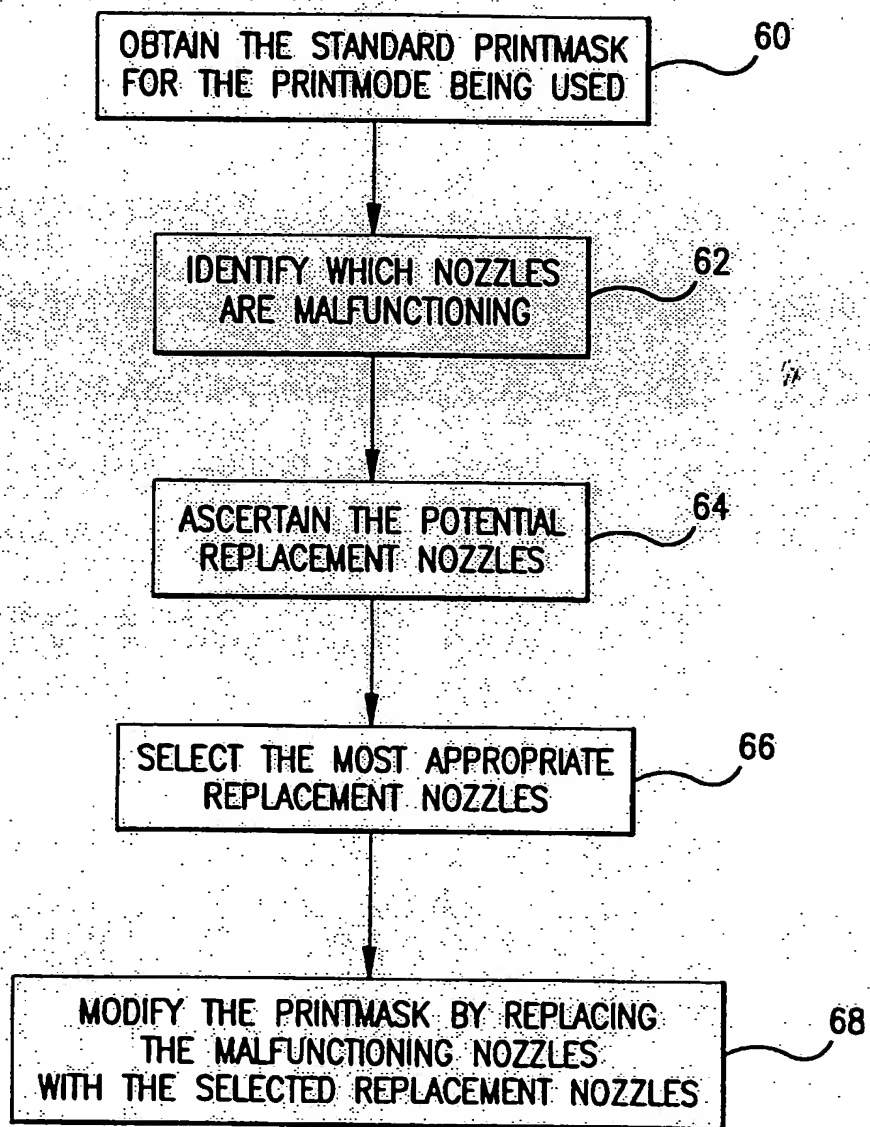 OBTAIN THE STANDARD PRINTMASK
FOR THE PRINTMODE BEING USED
60
IDENTIFY WHICH NOZZLES
ARE MALFUNCTIONING
62
ASCERTAIN THE POTENTIAL
REPLACEMENT NOZZLES
64
SELECT THE MOST APPROPRIATE
REPLACEMENT NOZZLES
66
MODIFY THE PRINTMASK BY REPLACING
THE MALFUNCTIONING NOZZLES
WITH THE SELECTED REPLACEMENT NOZZLES
68